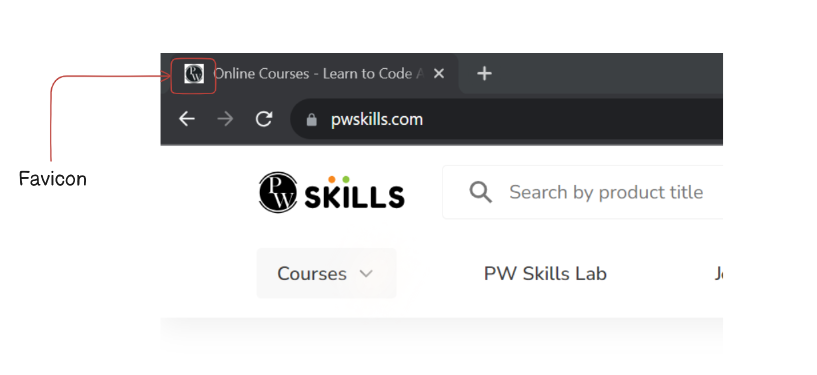 Online Courses - Learn to Code A
pwskills.com
Favicon
PW SKILLS
Search by product title
Courses
PW Skills Lab